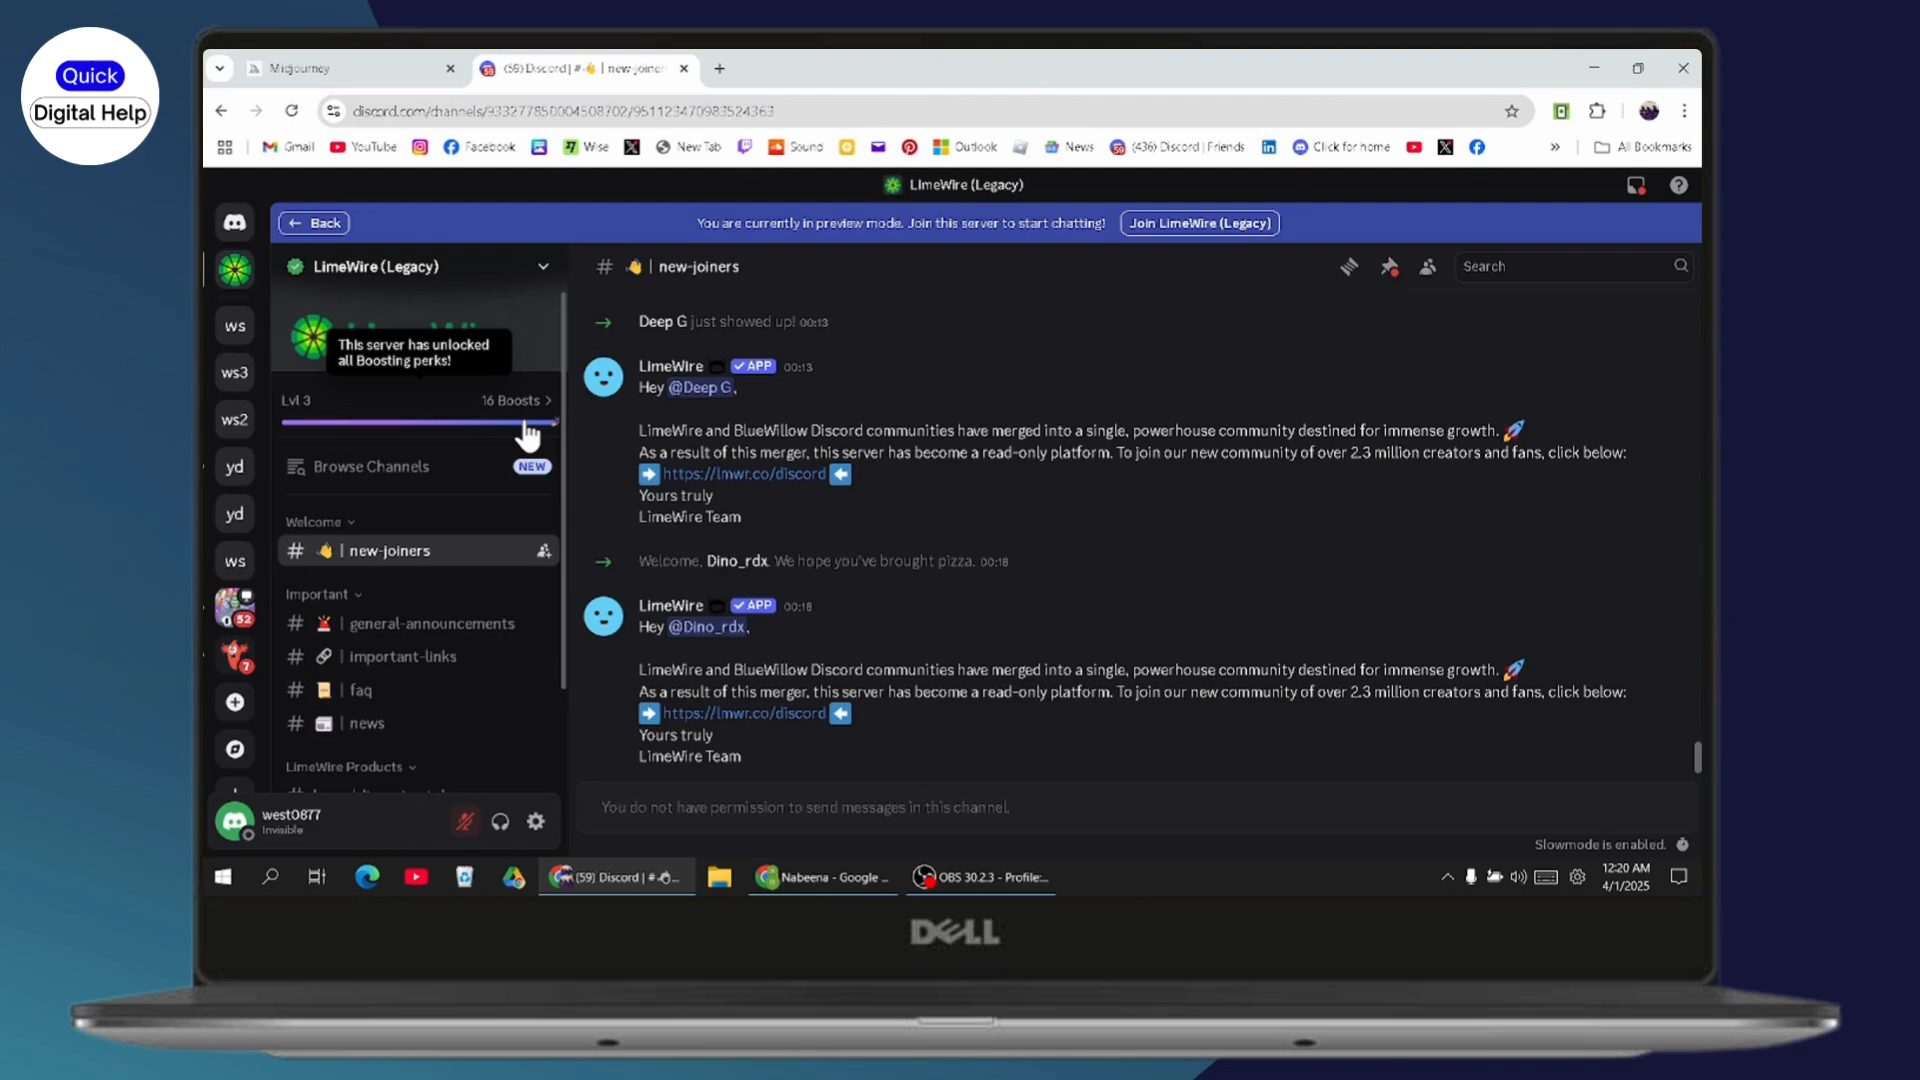 Quick
Digital Help
Midjourney
(59) Discord | # 👋 | new-joiner
discord.com/channels/933277850004508702/951123470983524363
Gmail
YouTube
Facebook
Wise
New Tab
Sound
Outlook
News
(436) Discord | Friends
Click for home
»
All Bookmarks
LimeWire (Legacy)
← Back
You are currently in preview mode. Join this server to start chatting!
Join LimeWire (Legacy)
LimeWire (Legacy)
# 👋 | new-joiners
Search
This server has unlocked
all Boosting perks!
Lvl 3
16 Boosts >
Browse Channels
NEW
Welcome
# 👋 | new-joiners
Important
# 🚨 | general-announcements
# 🔗 | important-links
# 📜 | faq
# 📰 | news
LimeWire Products
ws
ws3
ws2
yd
yd
ws
52
7
west0877
Invisible
→ Deep G just showed up! 00:13
LimeWire ✓ APP 00:13
Hey @Deep G,
LimeWire and BlueWillow Discord communities have merged into a single, powerhouse community destined for immense growth. 🚀
As a result of this merger, this server has become a read-only platform. To join our new community of over 2.3 million creators and fans, click below:
➡️ https://lmwr.co/discord ⬅️
Yours truly
LimeWire Team
→ Welcome, Dino_rdx. We hope you've brought pizza. 00:18
LimeWire ✓ APP 00:18
Hey @Dino_rdx,
LimeWire and BlueWillow Discord communities have merged into a single, powerhouse community destined for immense growth. 🚀
As a result of this merger, this server has become a read-only platform. To join our new community of over 2.3 million creators and fans, click below:
➡️ https://lmwr.co/discord ⬅️
Yours truly
LimeWire Team
You do not have permission to send messages in this channel.
Slowmode is enabled.
(59) Discord | # 👋...
Nabeena - Google ...
OBS 30.2.3 - Profile:...
12:20 AM
4/1/2025
DELL